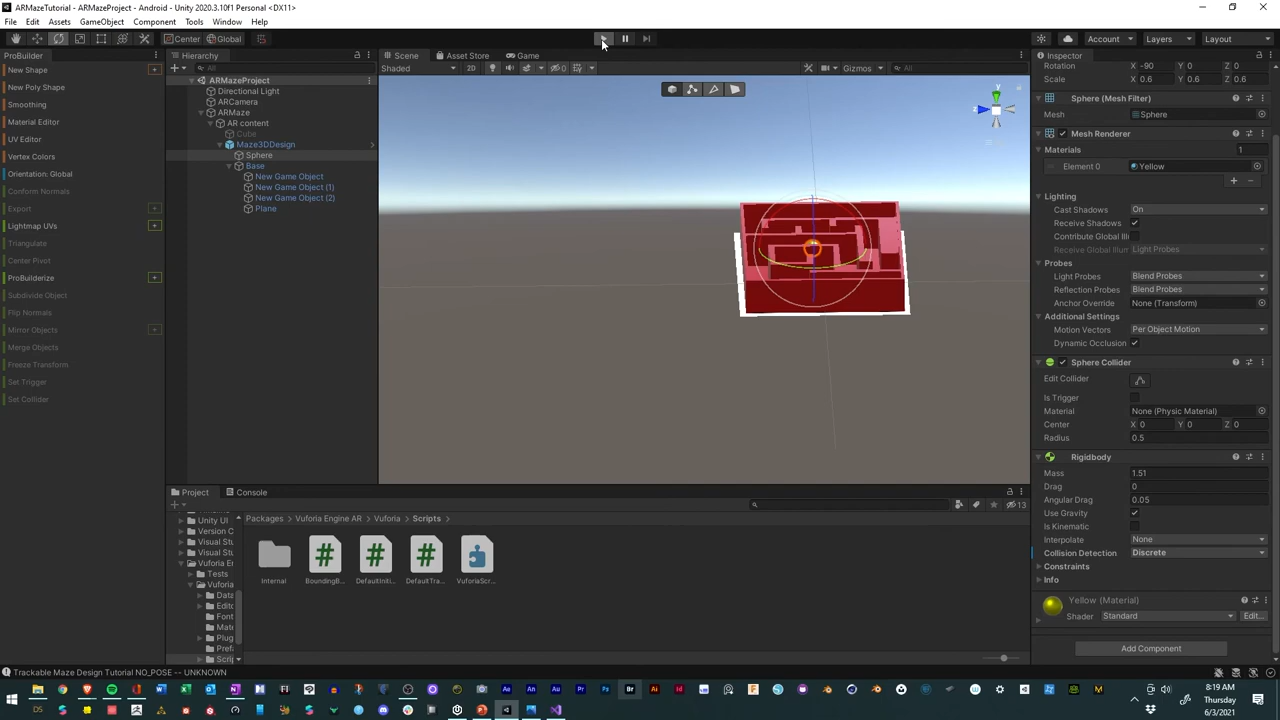 ARMazeTutorial - ARMazeProject - Android - Unity 2020.3.10f1 Personal <DX11>
File Edit Assets GameObject Component Tools Window Help
Center Global Account Layers Layout
ProBuilder
New Shape
New Poly Shape
Smoothing
Material Editor
UV Editor
Vertex Colors
Orientation: Global
Conform Normals
Export
Lightmap UVs
Triangulate
Center Pivot
ProBuilderize
Subdivide Object
Flip Normals
Mirror Objects
Merge Objects
Freeze Transform
Set Trigger
Set Collider
Hierarchy
All
ARMazeProject
Directional Light
ARCamera
ARMaze
AR content
Cube
Maze3DDesign
Sphere
Base
New Game Object
New Game Object (1)
New Game Object (2)
Plane
Scene Asset Store Game
Shaded 2D 0 Gizmos All
y
z
Inspector
Rotation X -90 Y 0 Z 0
Scale X 0.6 Y 0.6 Z 0.6
Sphere (Mesh Filter)
Mesh Sphere
Mesh Renderer
Materials 1
Element 0 Yellow
Lighting
Cast Shadows On
Receive Shadows
Contribute Global Illu
Receive Global Illum Light Probes
Probes
Light Probes Blend Probes
Reflection Probes Blend Probes
Anchor Override None (Transform)
Additional Settings
Motion Vectors Per Object Motion
Dynamic Occlusion
Sphere Collider
Edit Collider
Is Trigger
Material None (Physic Material)
Center X 0 Y 0 Z 0
Radius 0.5
Rigidbody
Mass 1.51
Drag 0
Angular Drag 0.05
Use Gravity
Is Kinematic
Interpolate None
Collision Detection Discrete
Constraints
Info
Yellow (Material)
Shader Standard Edit...
Add Component
Project Console
13
Unity UI
Version C
Visual Stu
Visual Stu
Vuforia En
Tests
Vuforia
Data
Editor
Font
Mate
Plug
Prefa
Scrip
Packages > Vuforia Engine AR > Vuforia > Scripts
Internal BoundingB... DefaultIniti... DefaultTra... VuforiaScr...
Trackable Maze Design Tutorial NO_POSE -- UNKNOWN
8:19 AM
Thursday
6/3/2021